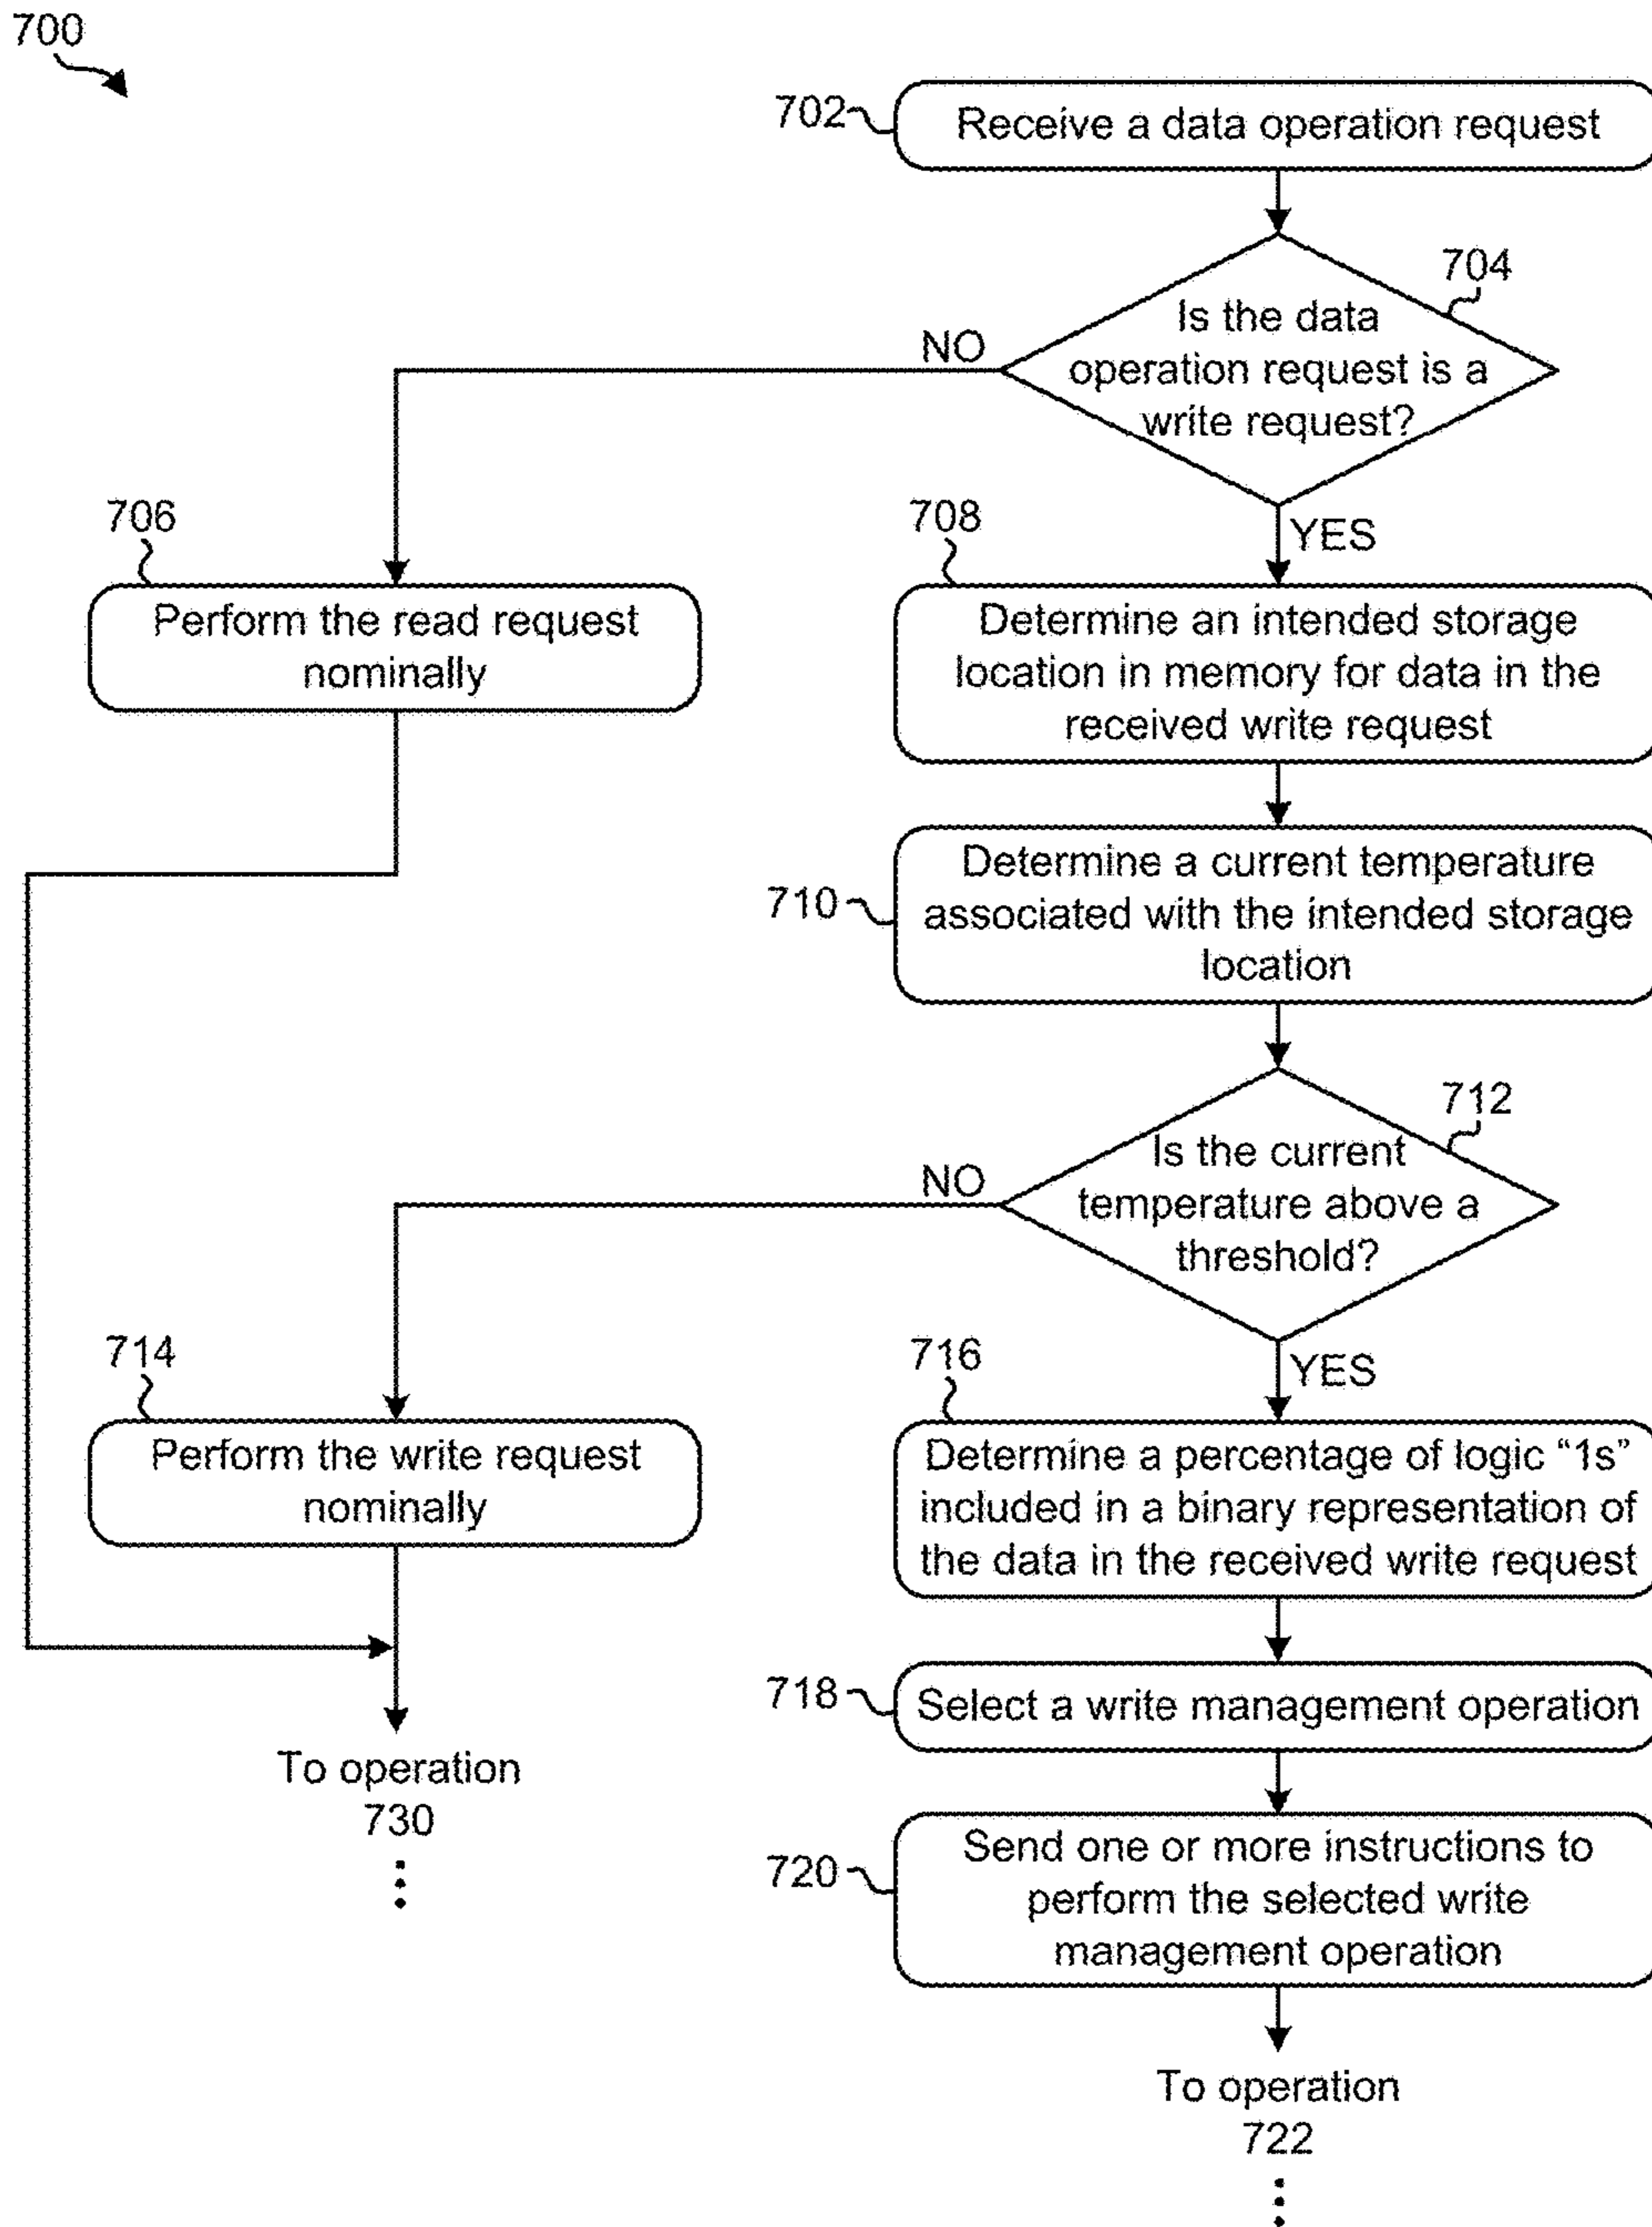 700
702
Receive a data operation request
704
Is the data
operation request is a
write request?
NO
YES
706
Perform the read request
nominally
708
Determine an intended storage
location in memory for data in the
received write request
710
Determine a current temperature
associated with the intended storage
location
712
Is the current
temperature above a
threshold?
NO
YES
714
Perform the write request
nominally
716
Determine a percentage of logic “1s”
included in a binary representation of
the data in the received write request
718
Select a write management operation
To operation
730
720
Send one or more instructions to
perform the selected write
management operation
To operation
722